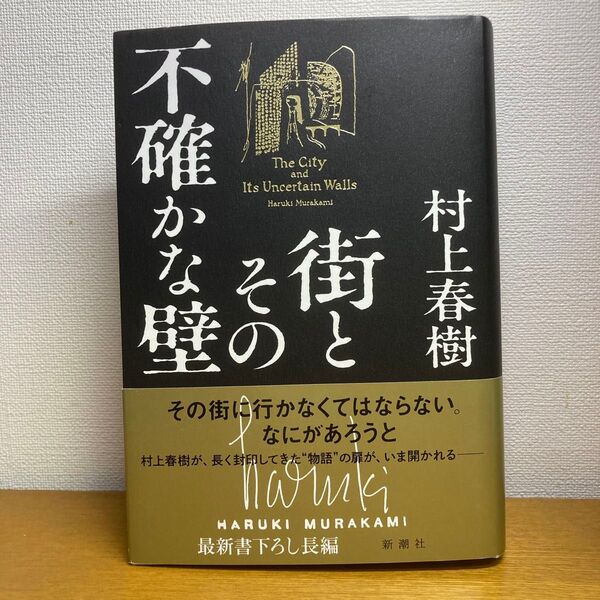 The City
and
Its Uncertain Walls
Haruki Murakami
街と
その
不確かな壁
村上春樹
その街に行かなくてはならない。
なにがあろうと
村上春樹が、長く封印してきた“物語”の扉が、いま開かれる——
haruki
HARUKI MURAKAMI
最新書下ろし長編
新潮社